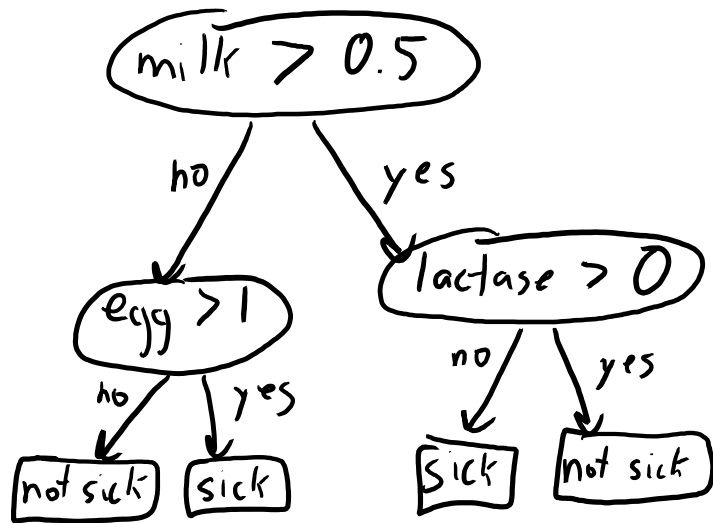 milk > 0.5
no
yes
lactase > 0
egg > 1
no
yes
no
yes
not sick
sick
sick
not sick